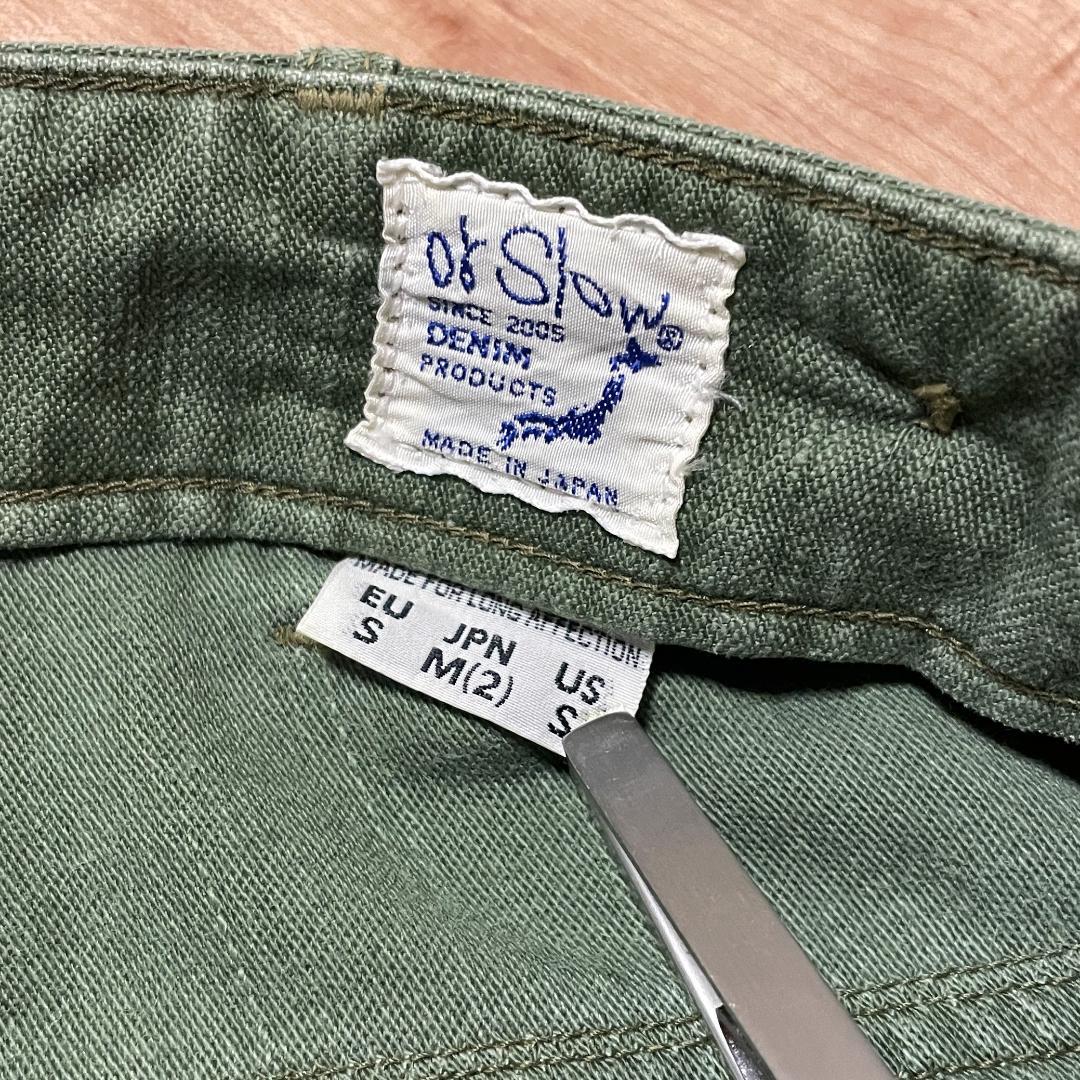 or Slow®
SINCE 2005
DENIM
PRODUCTS
MADE IN JAPAN
MADE FOR LONG AFFECTION
EU JPN US
S M(2) S